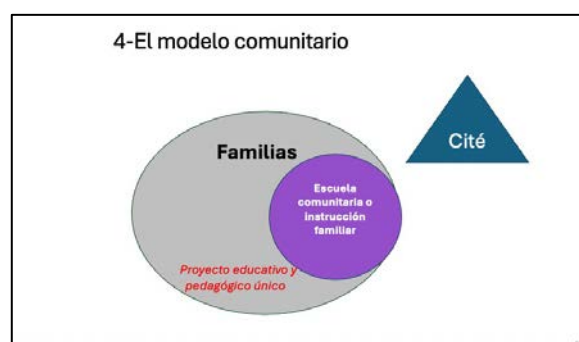 4-El modelo comunitario
Cité
Familias
Escuela
comunitaria o
instrucción
familiar
Proyecto educativo y
pedagógico único